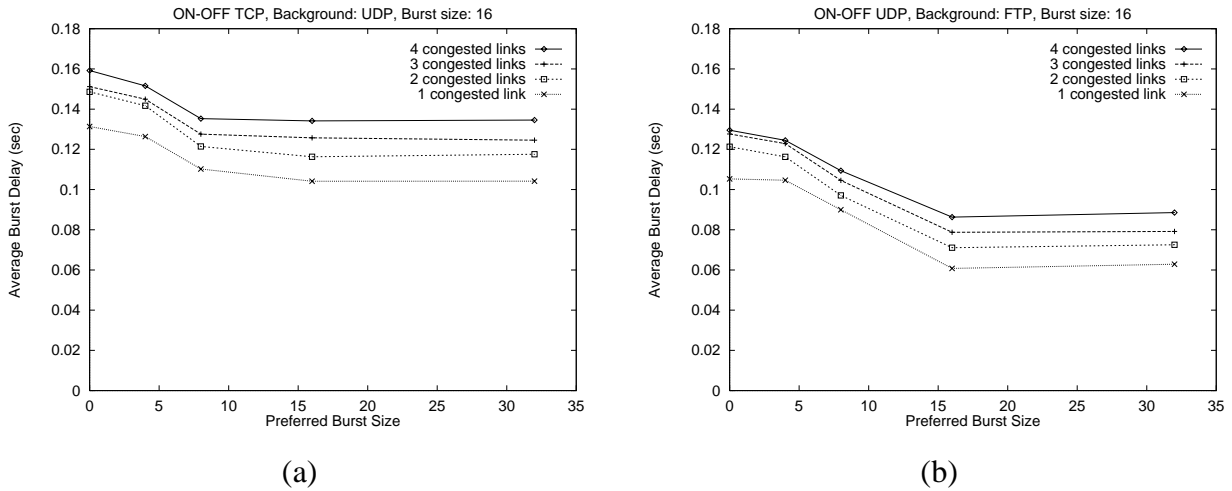 ON-OFF TCP, Background: UDP, Burst size: 16
0.18
0.16
0.14
0.12
0.1
0.08
0.06
0.04
0.02
0
Average Burst Delay (sec)
4 congested links
3 congested links
2 congested links
1 congested link
0 5 10 15 20 25 30 35
Preferred Burst Size
(a)
ON-OFF UDP, Background: FTP, Burst size: 16
0.18
0.16
0.14
0.12
0.1
0.08
0.06
0.04
0.02
0
Average Burst Delay (sec)
4 congested links
3 congested links
2 congested links
1 congested link
0 5 10 15 20 25 30 35
Preferred Burst Size
(b)